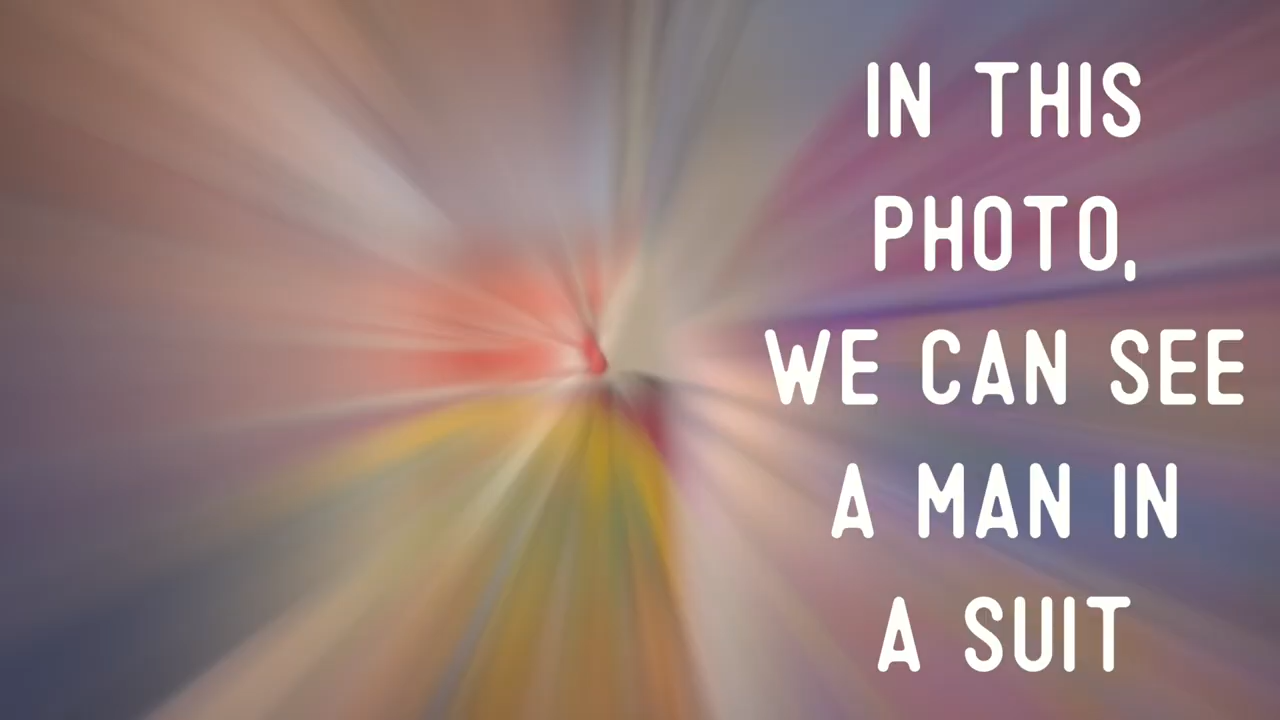 IN THIS
PHOTO,
WE CAN SEE
A MAN IN
A SUIT